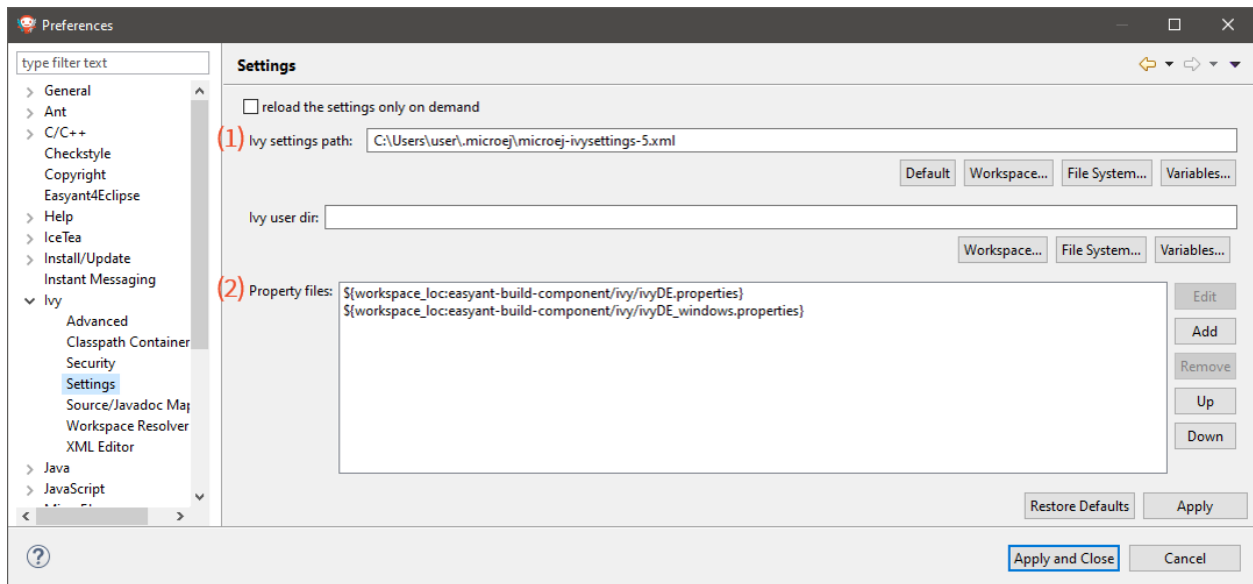 Preferences
type filter text
Settings
General
Ant
C/C++
Checkstyle
Copyright
Easyant4Eclipse
Help
IceTea
Install/Update
Instant Messaging
Ivy
Advanced
Classpath Container
Security
Settings
Source/Javadoc Map
Workspace Resolver
XML Editor
Java
JavaScript
reload the settings only on demand
(1) Ivy settings path: C:\Users\user\.microej\microej-ivysettings-5.xml
Default Workspace... File System... Variables...
Ivy user dir:
Workspace... File System... Variables...
(2) Property files: ${workspace_loc:easyant-build-component/ivy/ivyDE.properties}
${workspace_loc:easyant-build-component/ivy/ivyDE_windows.properties}
Edit
Add
Remove
Up
Down
Restore Defaults Apply
? Apply and Close Cancel